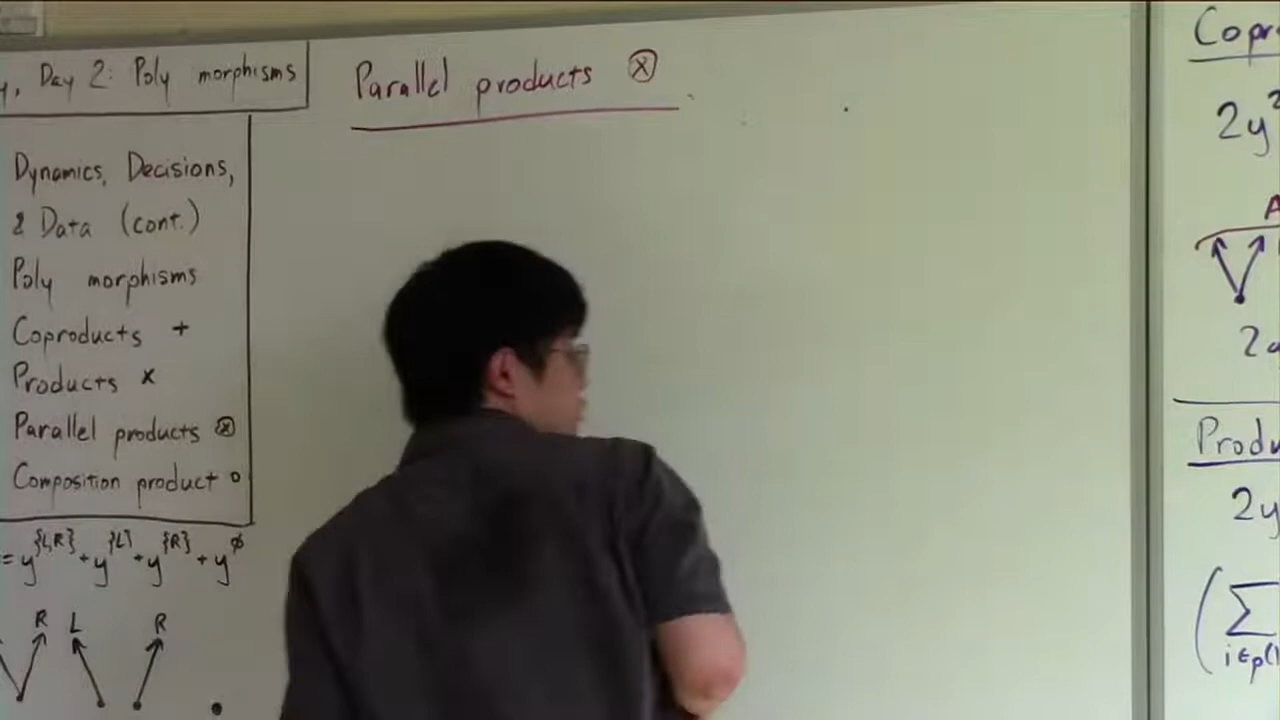 y, Day 2: Poly morphisms
Dynamics, Decisions,
& Data (cont.)
Poly morphisms
Coproducts +
Products ×
Parallel products ⊗
Composition product ∘
= y^{L,R} + y^{L} + y^{R} + y^∅
R L R
Parallel products ⊗
Copr
2y²
A
2
Produ
2y
(∑
i∈p(1